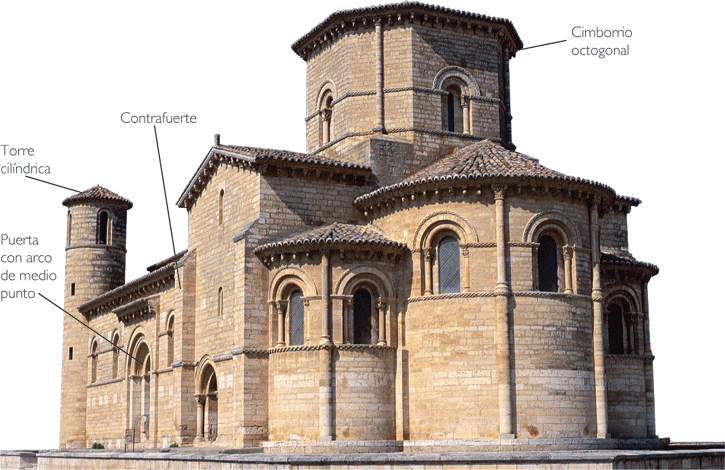 Cimborrio
octogonal
Contrafuerte
Torre
cilíndrica
Puerta
con arco
de medio
punto